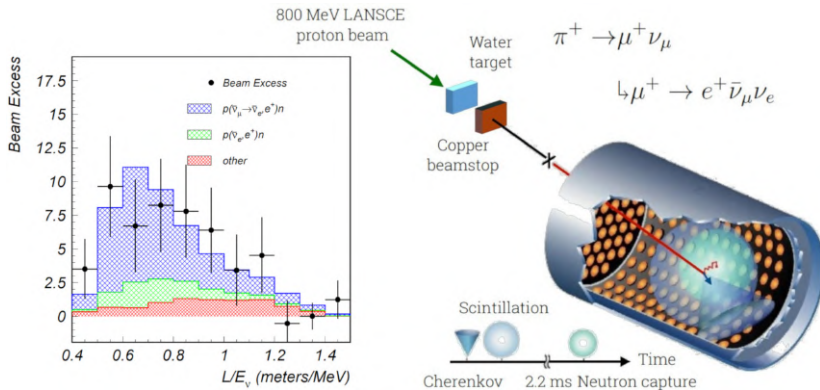 800 MeV LANSCE
proton beam
Water
target
Copper
beamstop
π⁺ → μ⁺ν_μ
↳μ⁺ → e⁺ν̄_μν_e
Beam Excess
17.5
15
12.5
10
7.5
5
2.5
0
Beam Excess
p(ν̄_μ→ν̄_e,e⁺)n
p(ν̄_e,e⁺)n
other
0.4 0.6 0.8 1 1.2 1.4
L/E_ν (meters/MeV)
Scintillation
Time
Cherenkov 2.2 ms Neutron capture